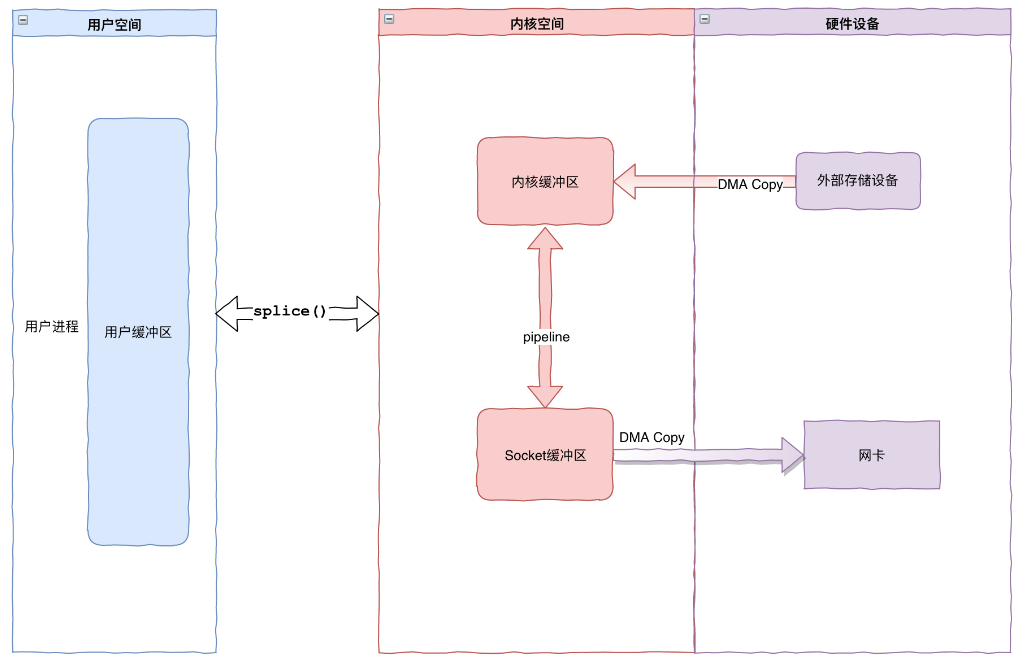 用户空间
内核空间
硬件设备
内核缓冲区
DMA Copy
外部存储设备
用户进程
用户缓冲区
splice()
pipeline
Socket缓冲区
DMA Copy
网卡